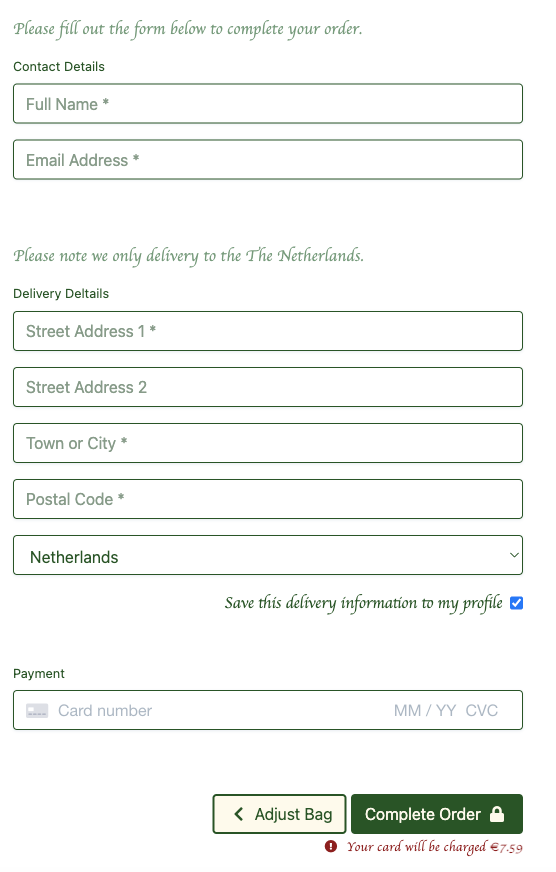 Please fill out the form below to complete your order.
Contact Details
Full Name *
Email Address *
Please note we only delivery to the The Netherlands.
Delivery Deltails
Street Address 1 *
Street Address 2
Town or City *
Postal Code *
Netherlands
Save this delivery information to my profile
Payment
Card number MM / YY CVC
Adjust Bag Complete Order
Your card will be charged €7.59